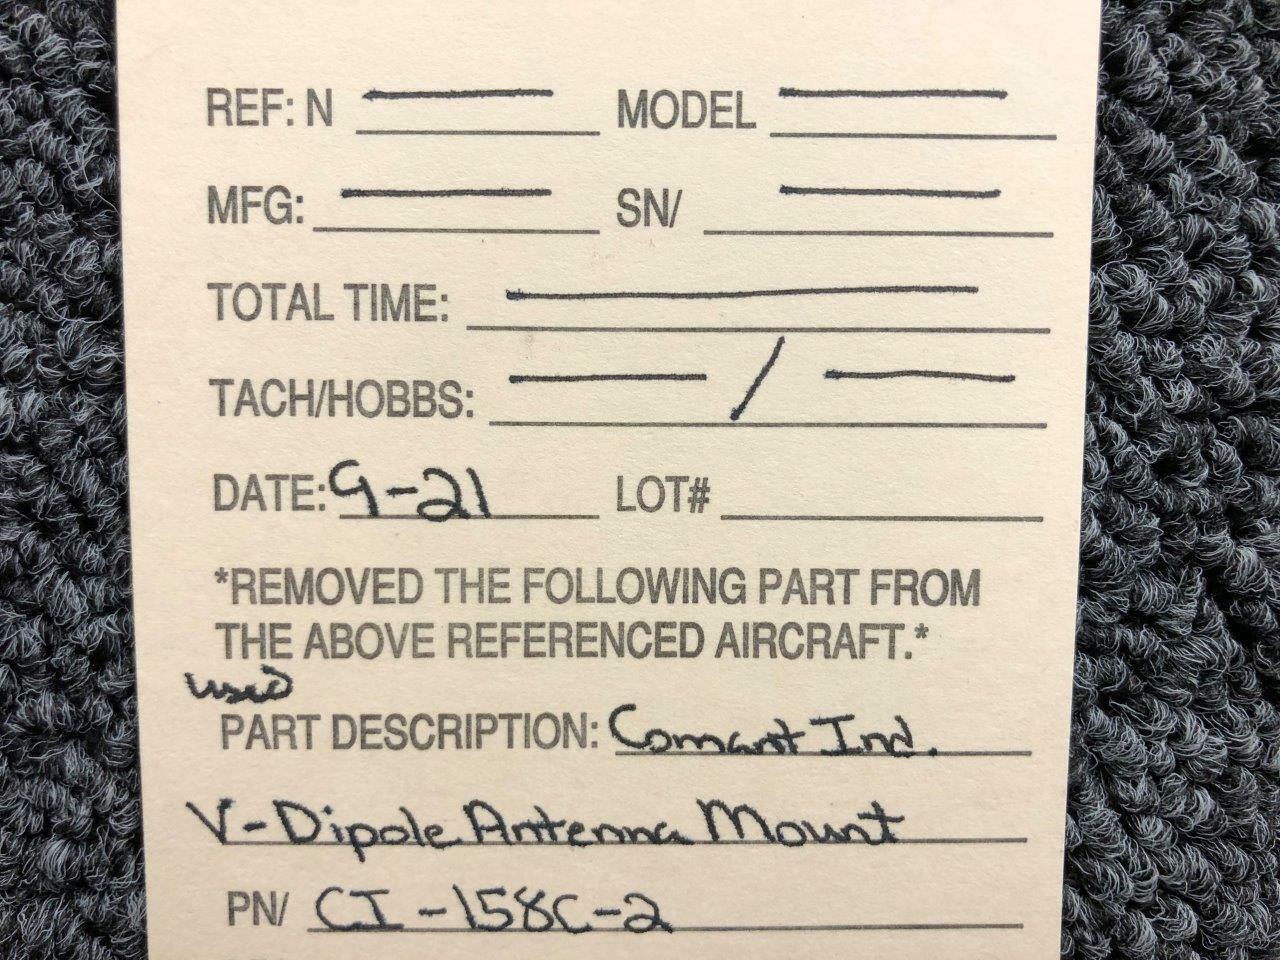 REF: N MODEL
MFG: SN/
TOTAL TIME:
TACH/HOBBS: /
DATE: 9-21 LOT#
*REMOVED THE FOLLOWING PART FROM
THE ABOVE REFERENCED AIRCRAFT.*
used
PART DESCRIPTION: Comant Ind.
V-Dipole Antenna Mount
PN/ CI-158C-2